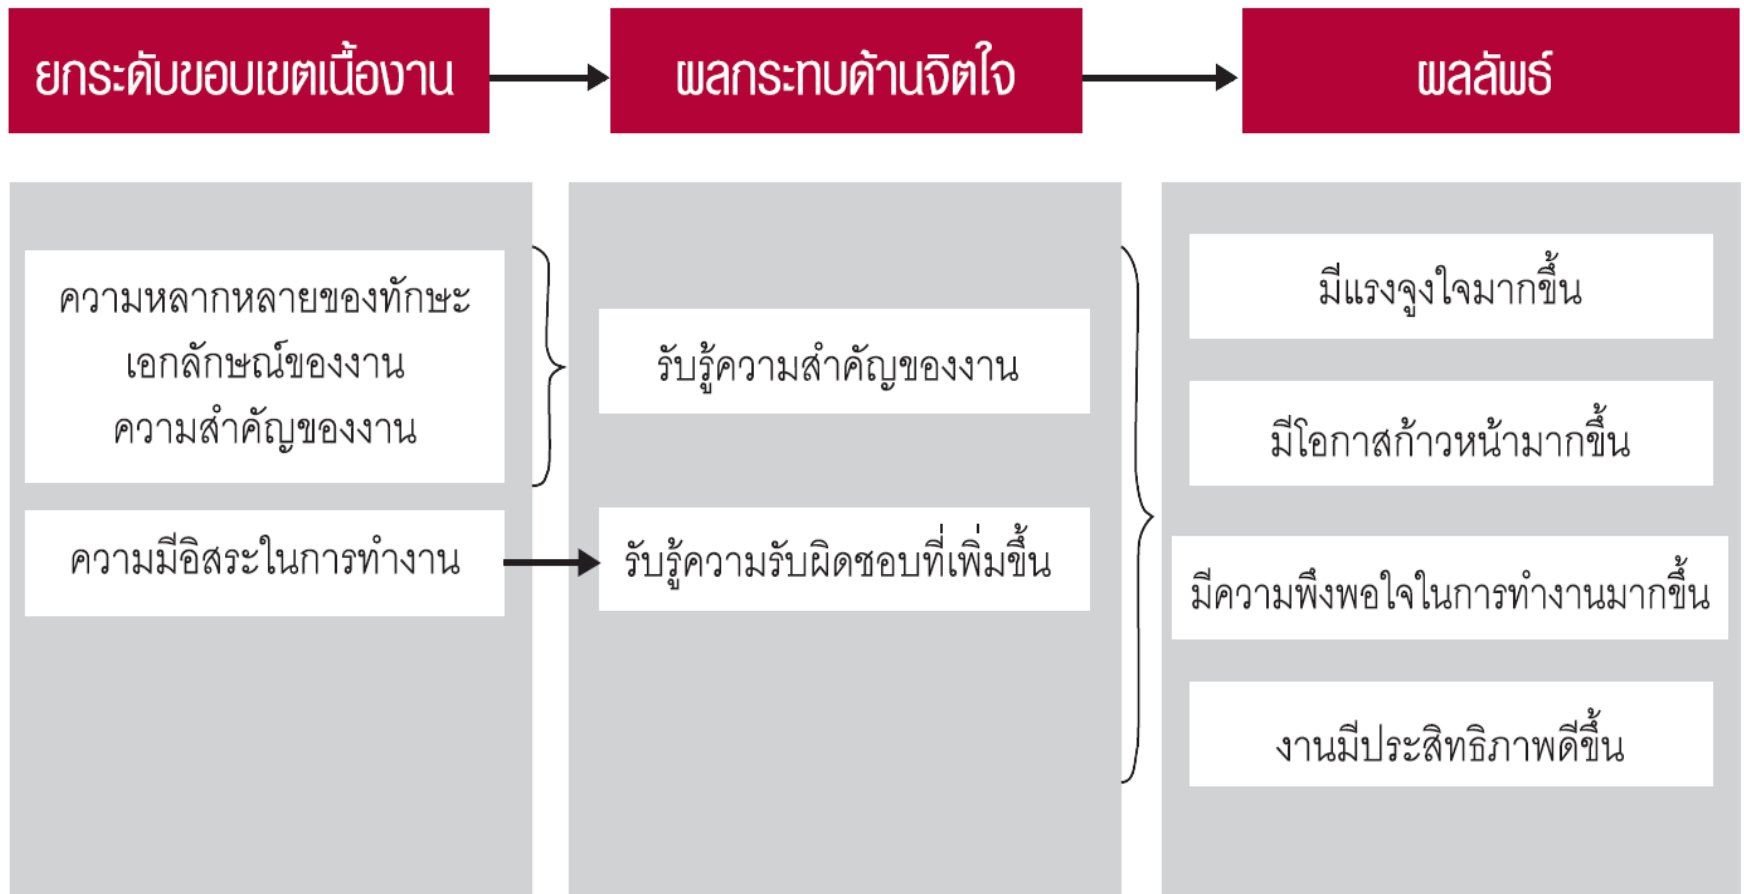 ยกระดับขอบเขตเนื้องาน
ผลกระทบด้านจิตใจ
ผลลัพธ์
ความหลากหลายของทักษะ
เอกลักษณ์ของงาน
ความสำคัญของงาน
ความมีอิสระในการทำงาน
รับรู้ความสำคัญของงาน
รับรู้ความรับผิดชอบที่เพิ่มขึ้น
มีแรงจูงใจมากขึ้น
มีโอกาสก้าวหน้ามากขึ้น
มีความพึงพอใจในการทำงานมากขึ้น
งานมีประสิทธิภาพดีขึ้น